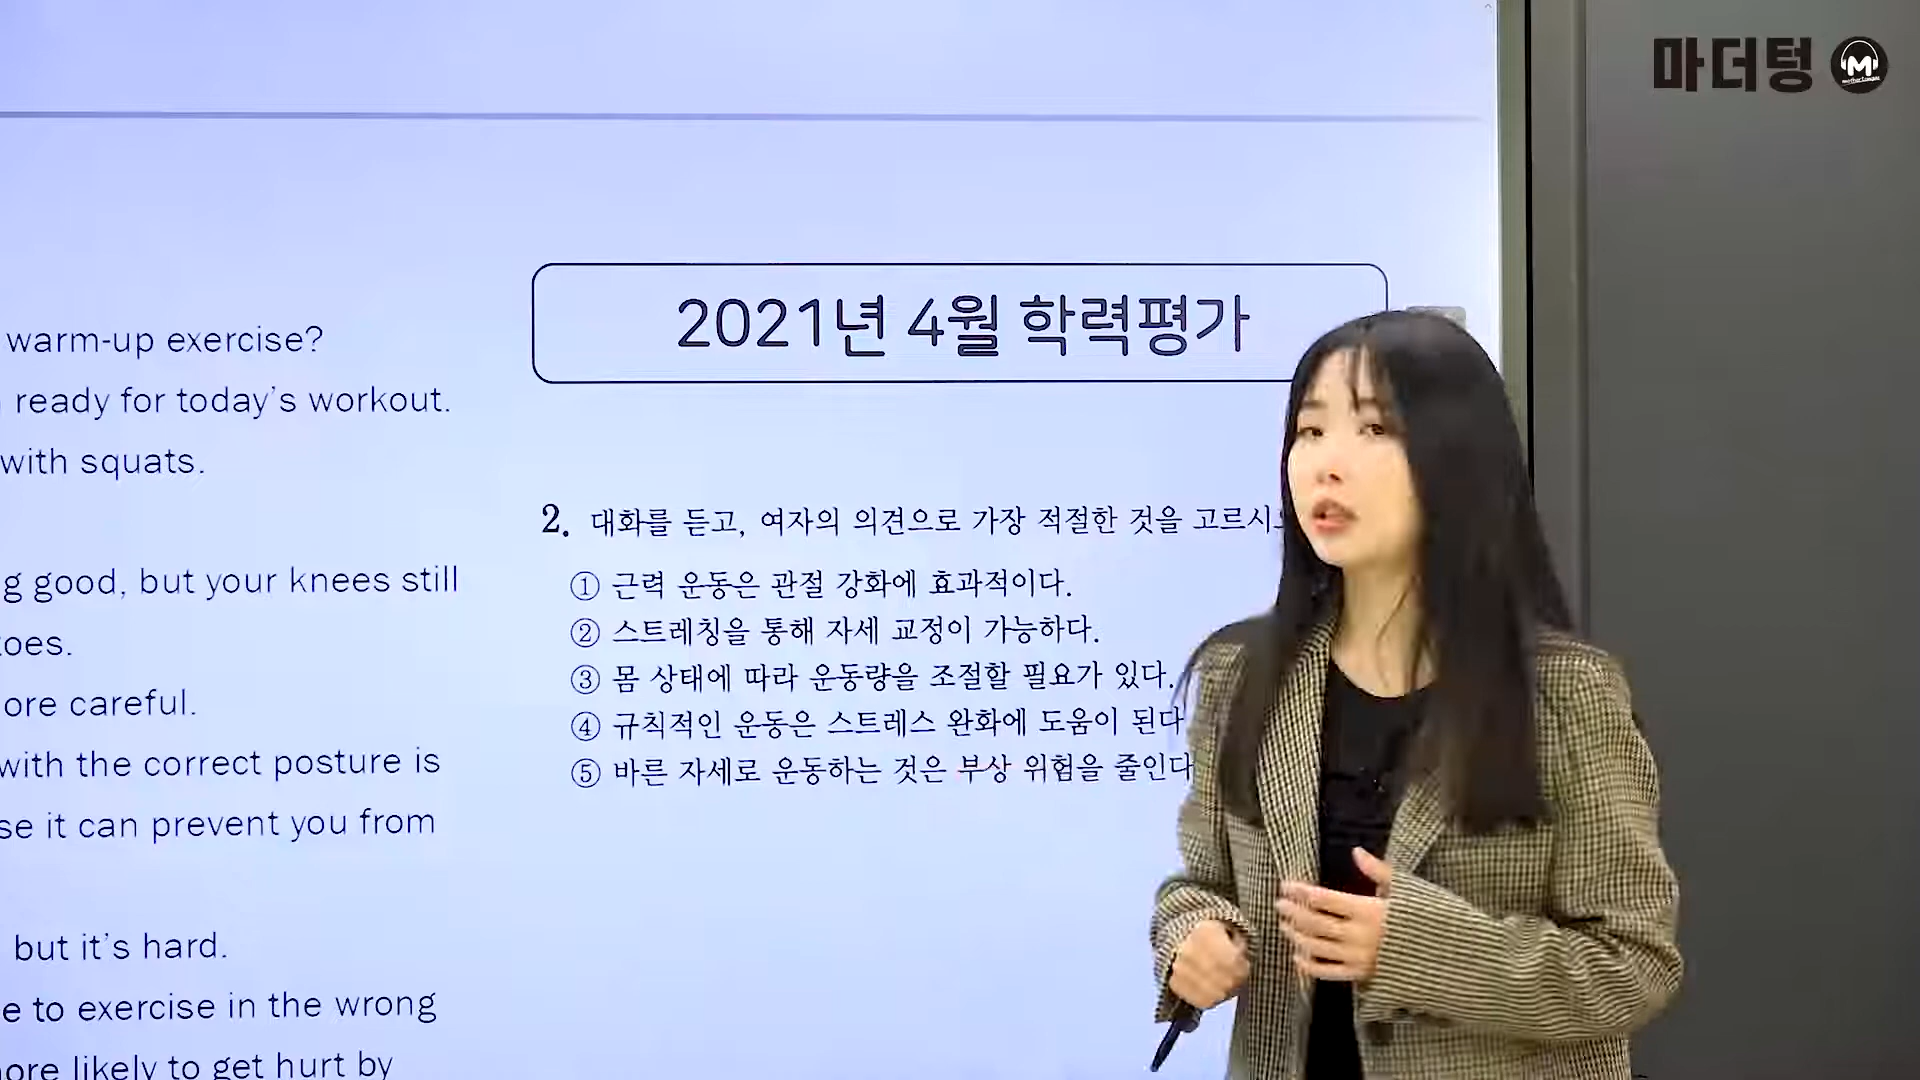 마더텅
M
warm-up exercise?
ready for today's workout.
with squats.
g good, but your knees still
toes.
ore careful.
with the correct posture is
se it can prevent you from
but it's hard.
e to exercise in the wrong
more likely to get hurt by
2021년 4월 학력평가
2. 대화를 듣고, 여자의 의견으로 가장 적절한 것을 고르시오
① 근력 운동은 관절 강화에 효과적이다.
② 스트레칭을 통해 자세 교정이 가능하다.
③ 몸 상태에 따라 운동량을 조절할 필요가 있다.
④ 규칙적인 운동은 스트레스 완화에 도움이 된다
⑤ 바른 자세로 운동하는 것은 부상 위험을 줄인다